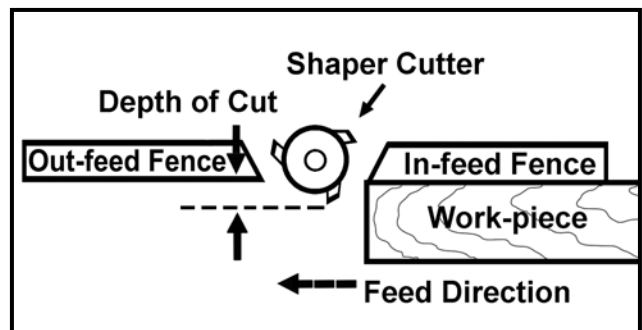 Shaper Cutter
Depth of Cut
Out-feed Fence
In-feed Fence
Work-piece
Feed Direction